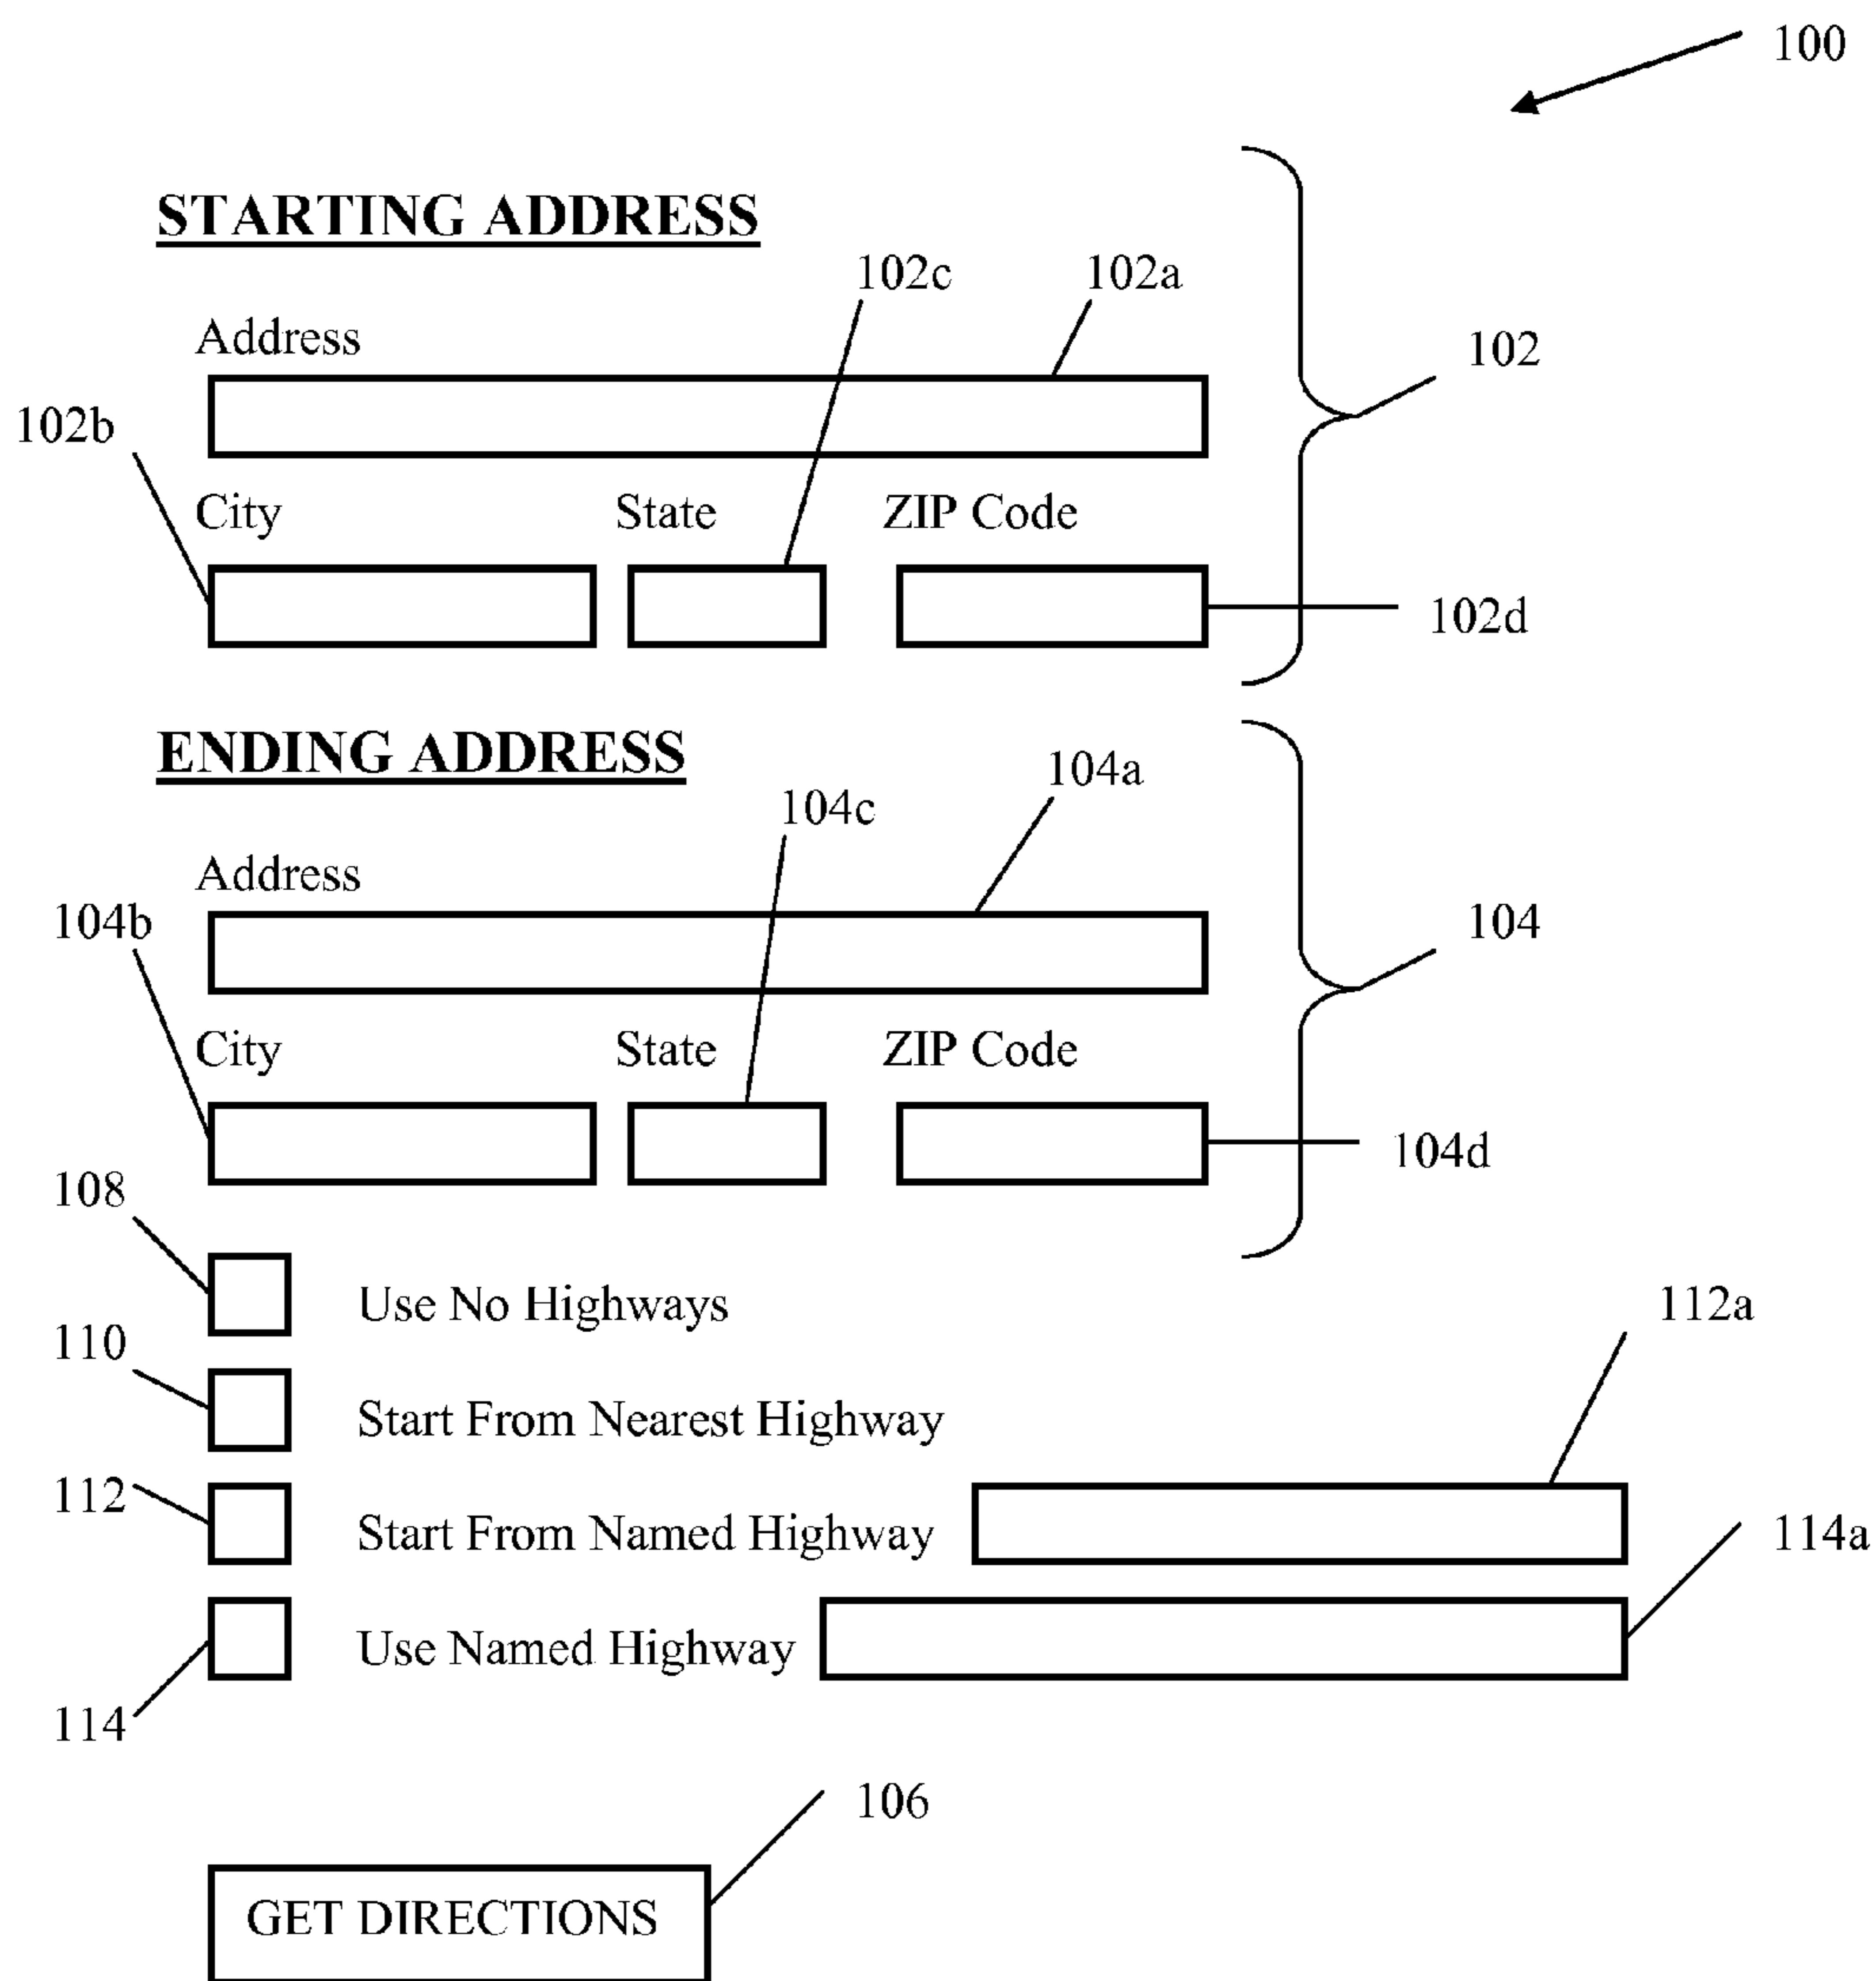 100
STARTING ADDRESS
102c 102a
Address
102
102b
City State ZIP Code
102d
ENDING ADDRESS
104a
104c
Address
104b
104
City State ZIP Code
104d
108
Use No Highways
112a
110
Start From Nearest Highway
112
Start From Named Highway
114a
Use Named Highway
114
106
GET DIRECTIONS